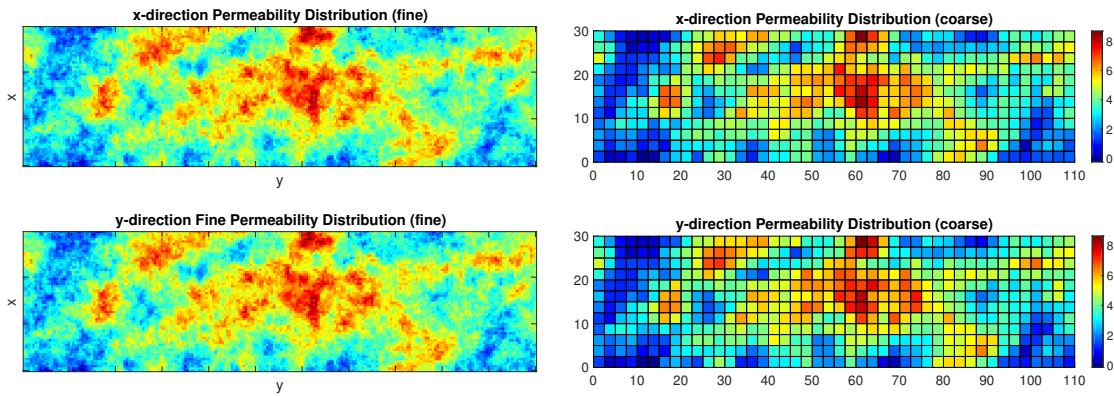 x-direction Permeability Distribution (fine)
x
y
x-direction Permeability Distribution (coarse)
30
20
10
0
0 10 20 30 40 50 60 70 80 90 100 110
8
6
4
2
0
y-direction Fine Permeability Distribution (fine)
x
y
y-direction Permeability Distribution (coarse)
30
20
10
0
0 10 20 30 40 50 60 70 80 90 100 110
8
6
4
2
0